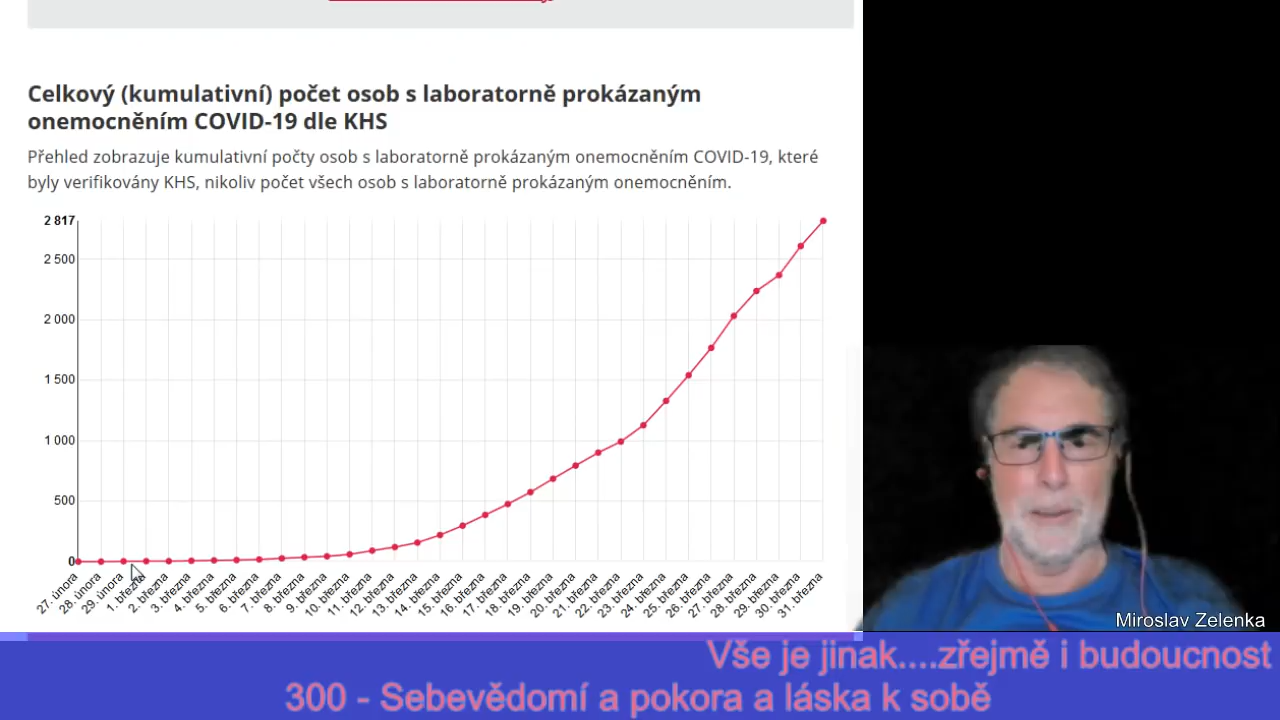 Celkový (kumulativní) počet osob s laboratorně prokázaným
onemocněním COVID-19 dle KHS
Přehled zobrazuje kumulativní počty osob s laboratorně prokázaným onemocněním COVID-19, které
byly verifikovány KHS, nikoliv počet všech osob s laboratorně prokázaným onemocněním.
2 817
2 500
2 000
1 500
1 000
500
0
27. února
28. února
29. února
1. března
2. března
3. března
4. března
5. března
6. března
7. března
8. března
9. března
10. března
11. března
12. března
13. března
14. března
15. března
16. března
17. března
18. března
19. března
20. března
21. března
22. března
23. března
24. března
25. března
26. března
27. března
28. března
29. března
30. března
31. března
Miroslav Zelenka
Vše je jinak....zřejmě i budoucnost
300 - Sebevědomí a pokora a láska k sobě